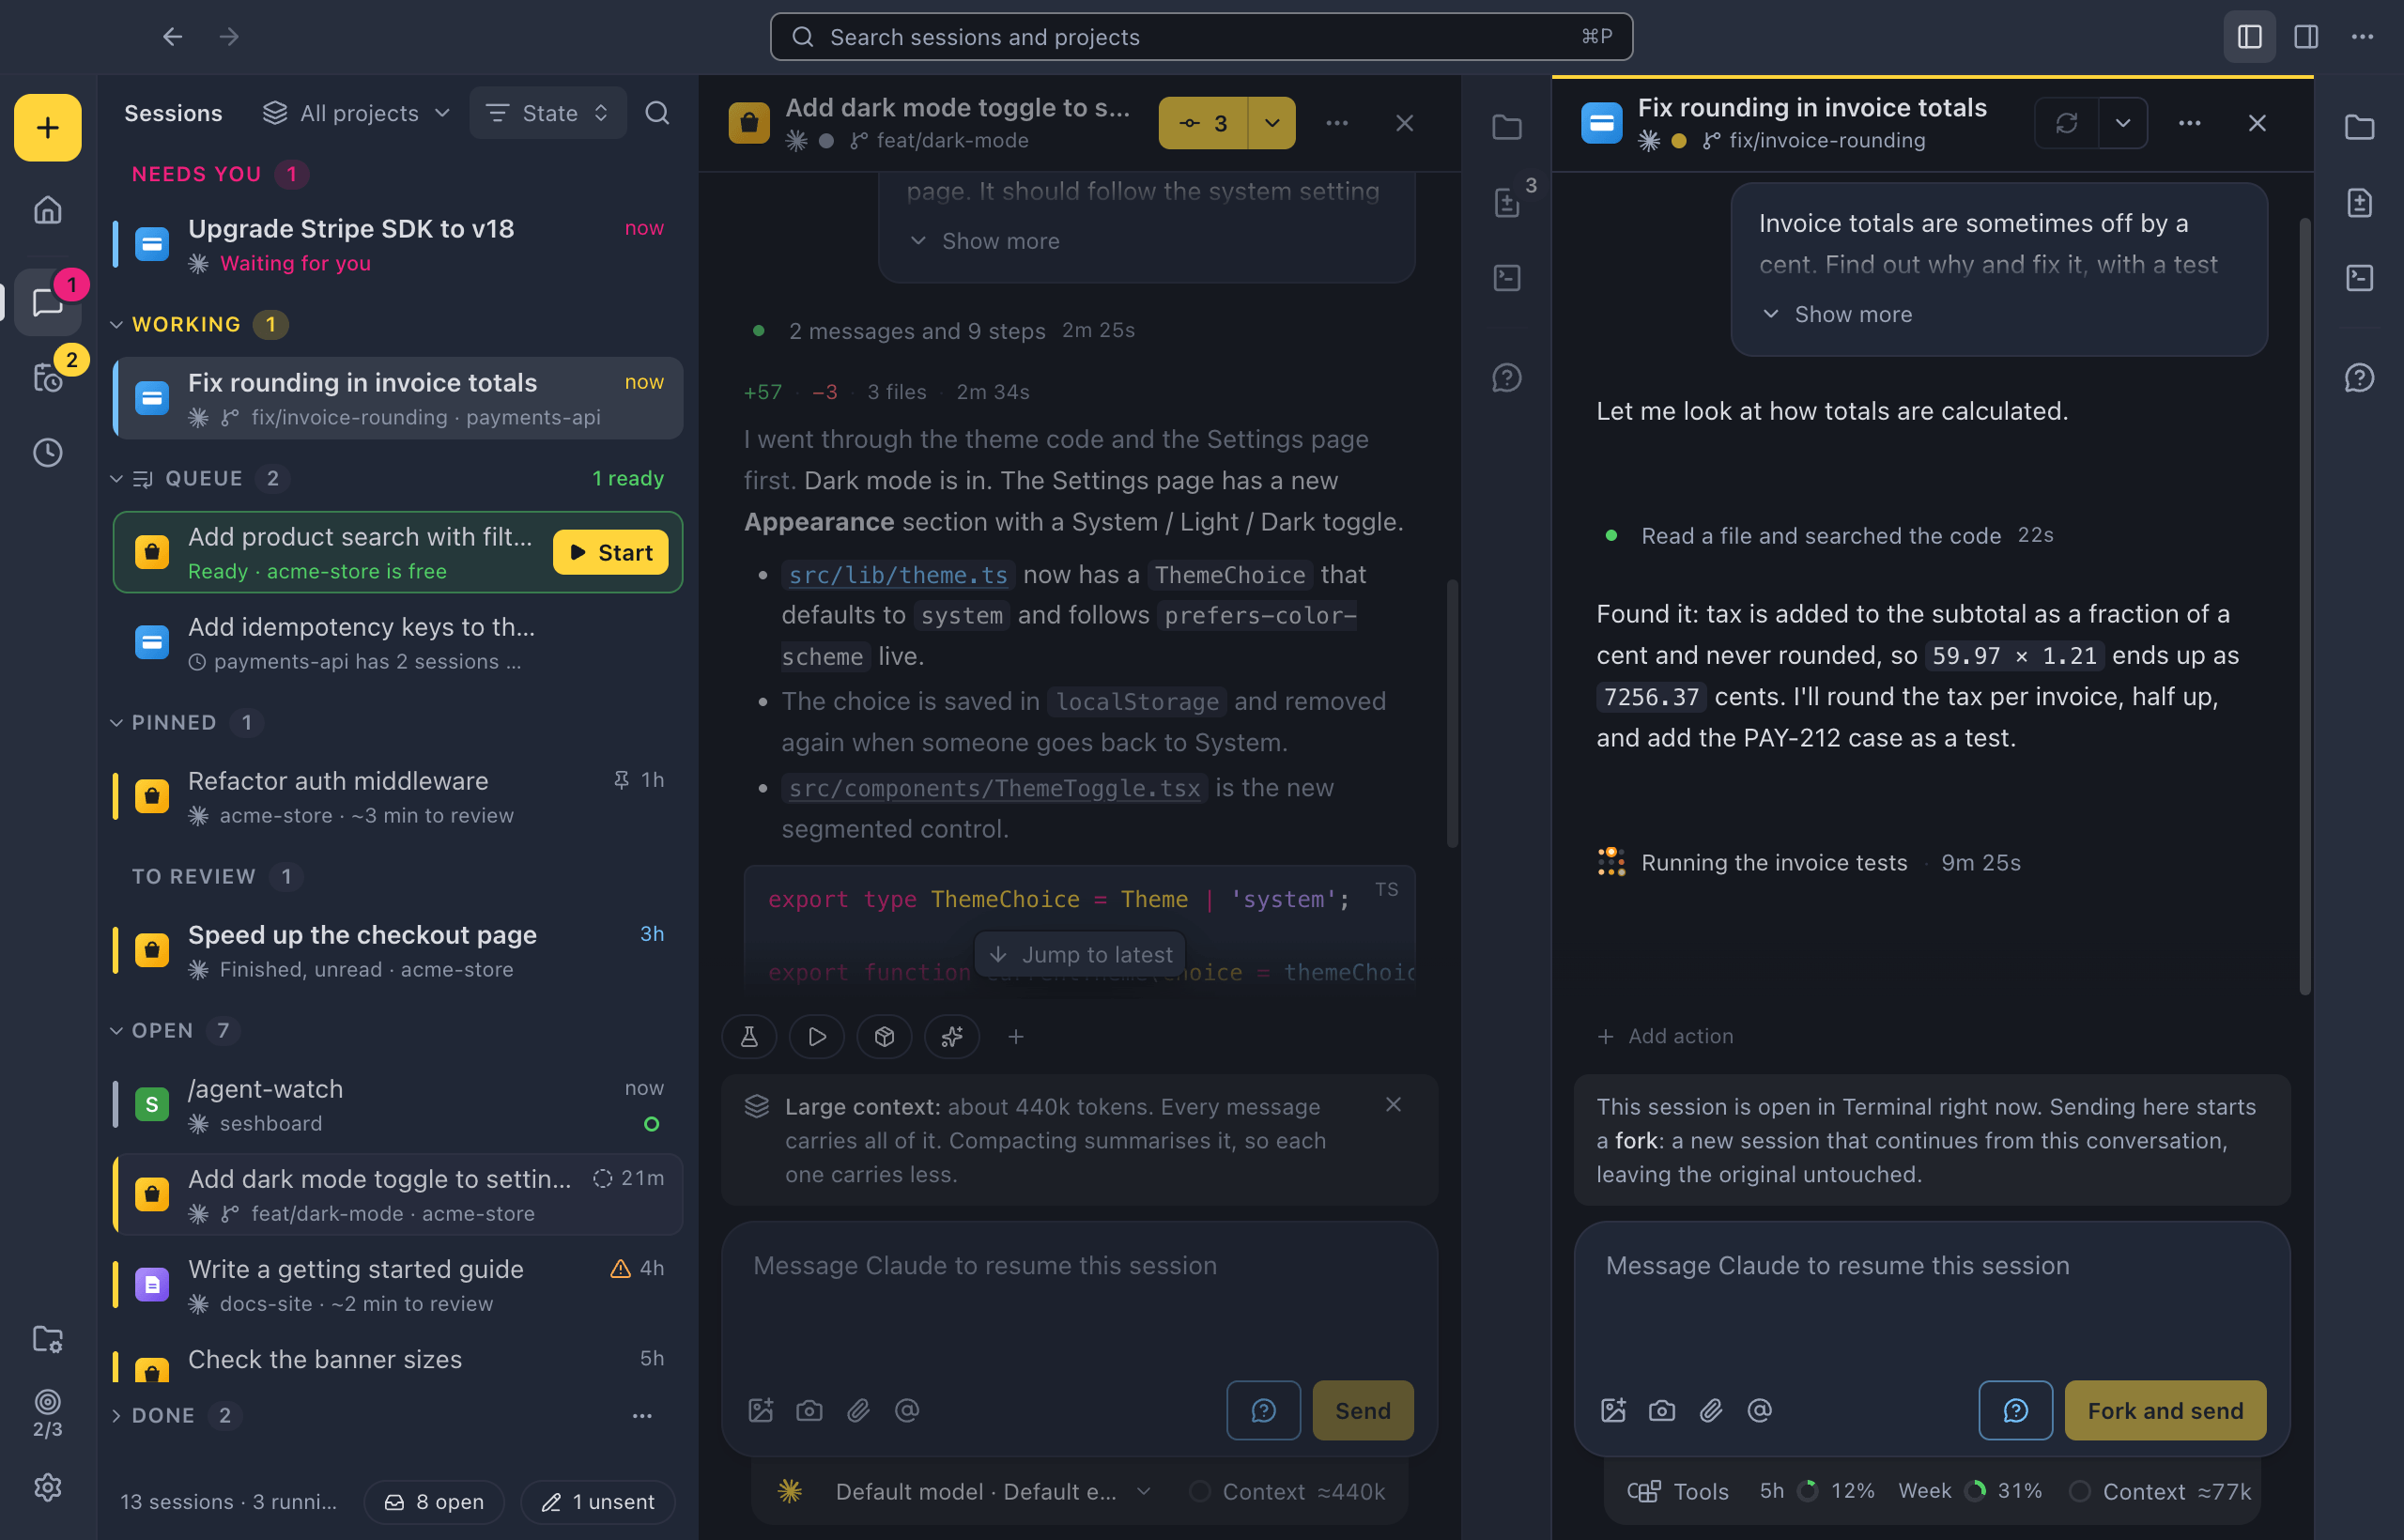 Search sessions and projects ⌘P
Sessions All projects State
NEEDS YOU 1
Upgrade Stripe SDK to v18 now
Waiting for you
1
WORKING 1
2
Fix rounding in invoice totals now
fix/invoice-rounding · payments-api
QUEUE 2 1 ready
Add product search with filt... Start
Ready · acme-store is free
Add idempotency keys to th...
payments-api has 2 sessions ...
PINNED 1
Refactor auth middleware 1h
acme-store · ~3 min to review
TO REVIEW 1
Speed up the checkout page 3h
Finished, unread · acme-store
OPEN 7
S /agent-watch now
seshboard
Add dark mode toggle to settin... 21m
feat/dark-mode · acme-store
Write a getting started guide 4h
docs-site · ~2 min to review
Check the banner sizes 5h
DONE 2
2/3
13 sessions · 3 runni... 8 open 1 unsent
Add dark mode toggle to s... 3
feat/dark-mode
page. It should follow the system setting
Show more
3
2 messages and 9 steps 2m 25s
+57 · −3 · 3 files · 2m 34s
I went through the theme code and the Settings page
first. Dark mode is in. The Settings page has a new
Appearance section with a System / Light / Dark toggle.
• src/lib/theme.ts now has a ThemeChoice that
defaults to system and follows prefers-color-
scheme live.
• The choice is saved in localStorage and removed
again when someone goes back to System.
• src/components/ThemeToggle.tsx is the new
segmented control.
export type ThemeChoice = Theme | 'system'; TS
Jump to latest
export function choice = themeChoic
Large context: about 440k tokens. Every message
carries all of it. Compacting summarises it, so each
one carries less.
Message Claude to resume this session
Send
Default model · Default e... Context ≈440k
Fix rounding in invoice totals
fix/invoice-rounding
Invoice totals are sometimes off by a
cent. Find out why and fix it, with a test
Show more
Let me look at how totals are calculated.
Read a file and searched the code 22s
Found it: tax is added to the subtotal as a fraction of a
cent and never rounded, so 59.97 × 1.21 ends up as
7256.37 cents. I'll round the tax per invoice, half up,
and add the PAY-212 case as a test.
Running the invoice tests · 9m 25s
Add action
This session is open in Terminal right now. Sending here starts
a fork: a new session that continues from this conversation,
leaving the original untouched.
Message Claude to resume this session
Fork and send
Tools 5h 12% Week 31% Context ≈77k